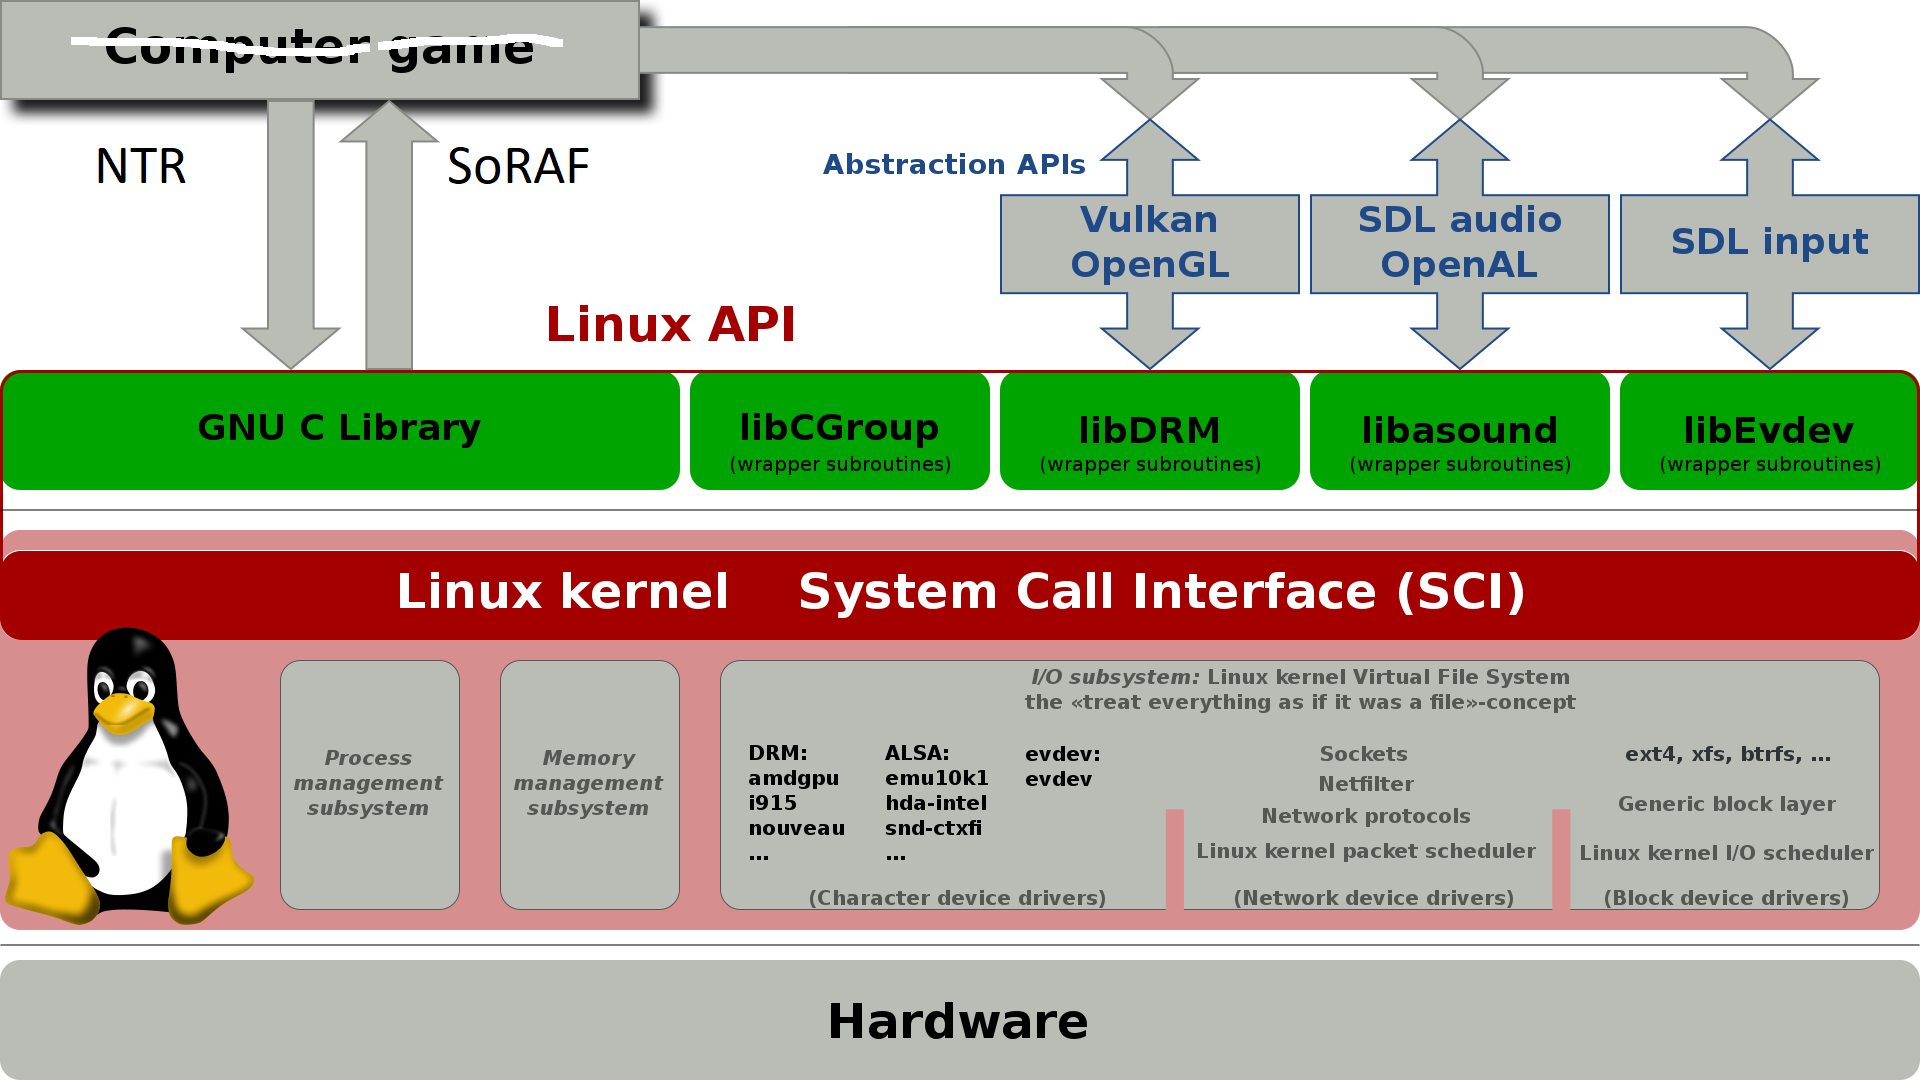 Computer game
NTR
SoRAF
Abstraction APIs
Vulkan
OpenGL
SDL audio
OpenAL
SDL input
Linux API
GNU C Library
libCGroup
(wrapper subroutines)
libDRM
(wrapper subroutines)
libasound
(wrapper subroutines)
libEvdev
(wrapper subroutines)
Linux kernel System Call Interface (SCI)
Process
management
subsystem
Memory
management
subsystem
I/O subsystem: Linux kernel Virtual File System
the «treat everything as if it was a file»-concept
DRM:
amdgpu
i915
nouveau
...
ALSA:
emu10k1
hda-intel
snd-ctxfi
...
evdev:
evdev
(Character device drivers)
Sockets
Netfilter
Network protocols
Linux kernel packet scheduler
(Network device drivers)
ext4, xfs, btrfs, ...
Generic block layer
Linux kernel I/O scheduler
(Block device drivers)
Hardware